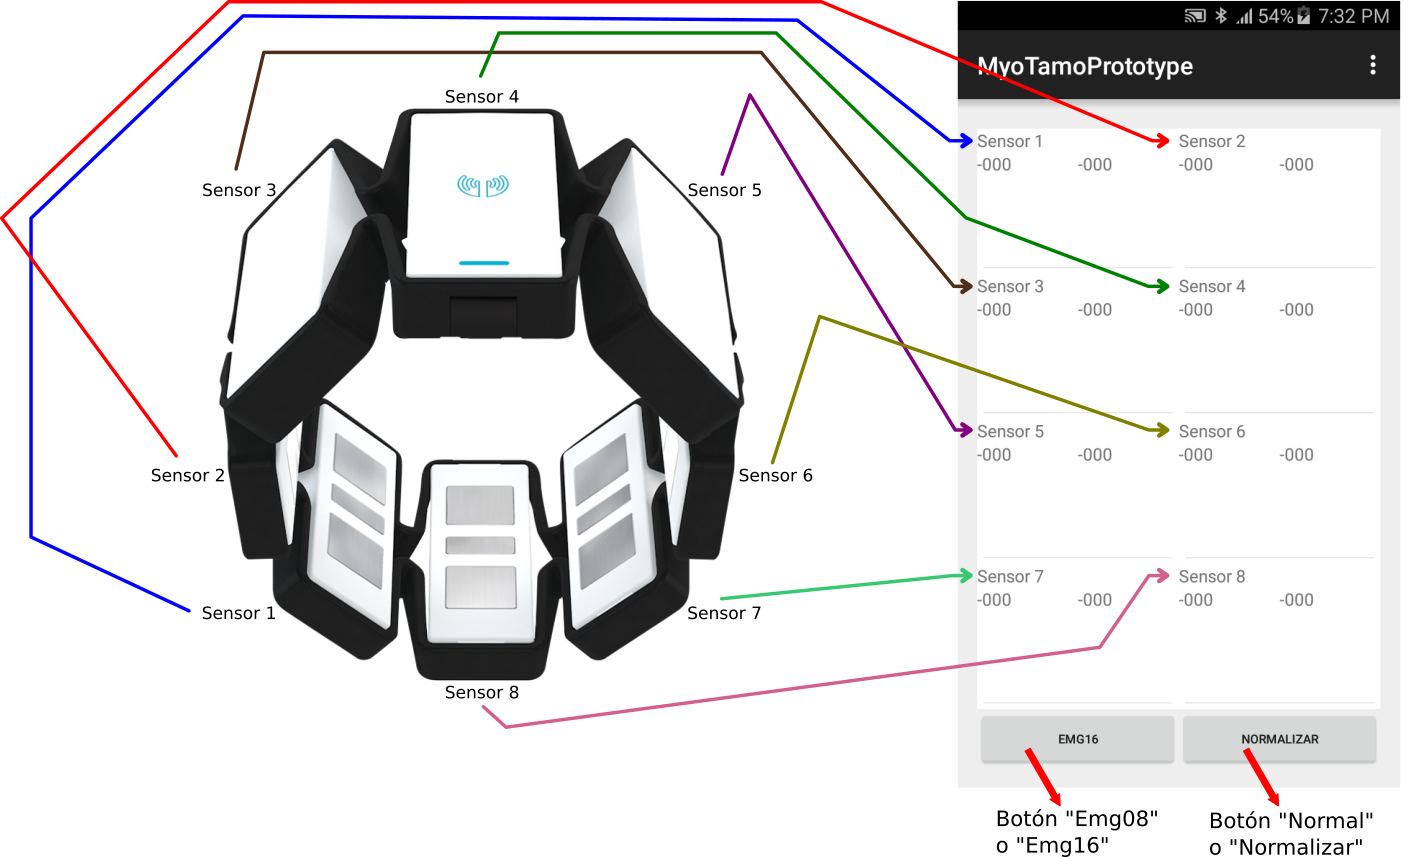 54% 7:32 PM
MyoTamoPrototype
Sensor 4
Sensor 3
Sensor 5
Sensor 2
Sensor 6
Sensor 1
Sensor 7
Sensor 8
Sensor 1 Sensor 2
-000 -000 -000 -000
Sensor 3 Sensor 4
-000 -000 -000 -000
Sensor 5 Sensor 6
-000 -000 -000 -000
Sensor 7 Sensor 8
-000 -000 -000 -000
EMG16 NORMALIZAR
Botón "Emg08"
o "Emg16"
Botón "Normal"
o "Normalizar"